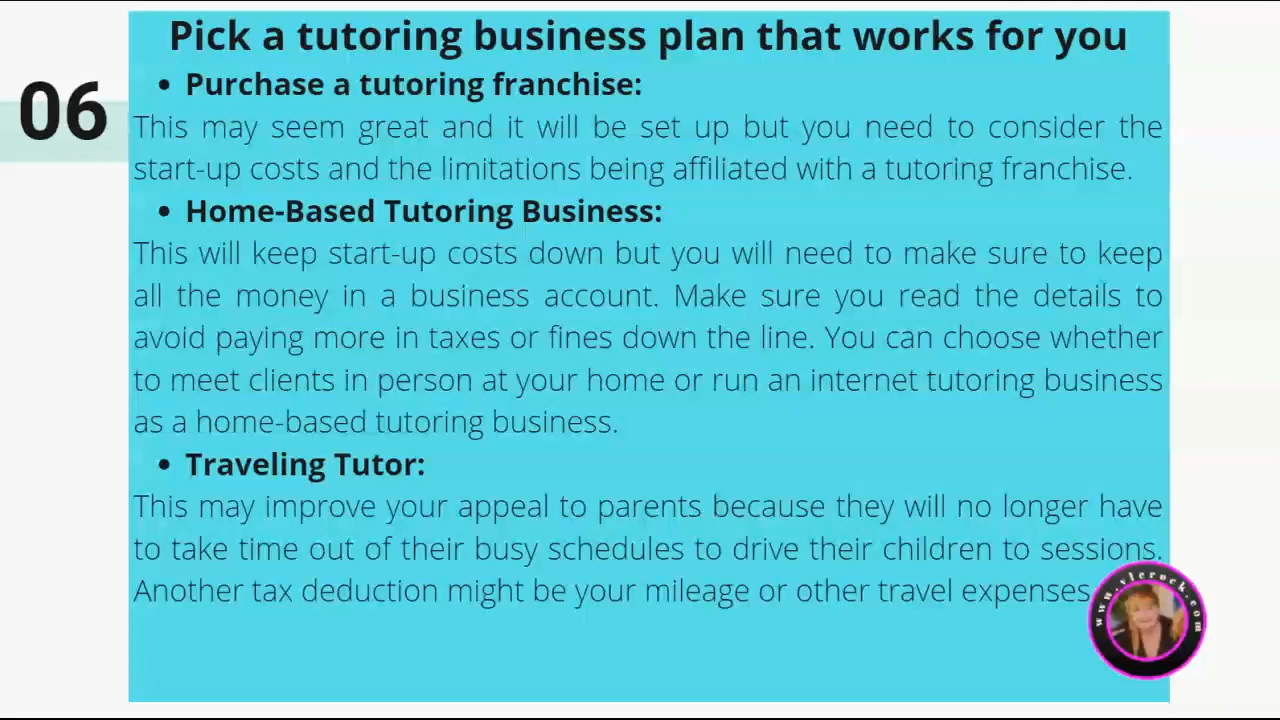 Pick a tutoring business plan that works for you
• Purchase a tutoring franchise:
06
This may seem great and it will be set up but you need to consider the
start-up costs and the limitations being affiliated with a tutoring franchise.
• Home-Based Tutoring Business:
This will keep start-up costs down but you will need to make sure to keep
all the money in a business account. Make sure you read the details to
avoid paying more in taxes or fines down the line. You can choose whether
to meet clients in person at your home or run an internet tutoring business
as a home-based tutoring business.
• Traveling Tutor:
This may improve your appeal to parents because they will no longer have
to take time out of their busy schedules to drive their children to sessions.
Another tax deduction might be your mileage or other travel expenses
www.vlerock.com